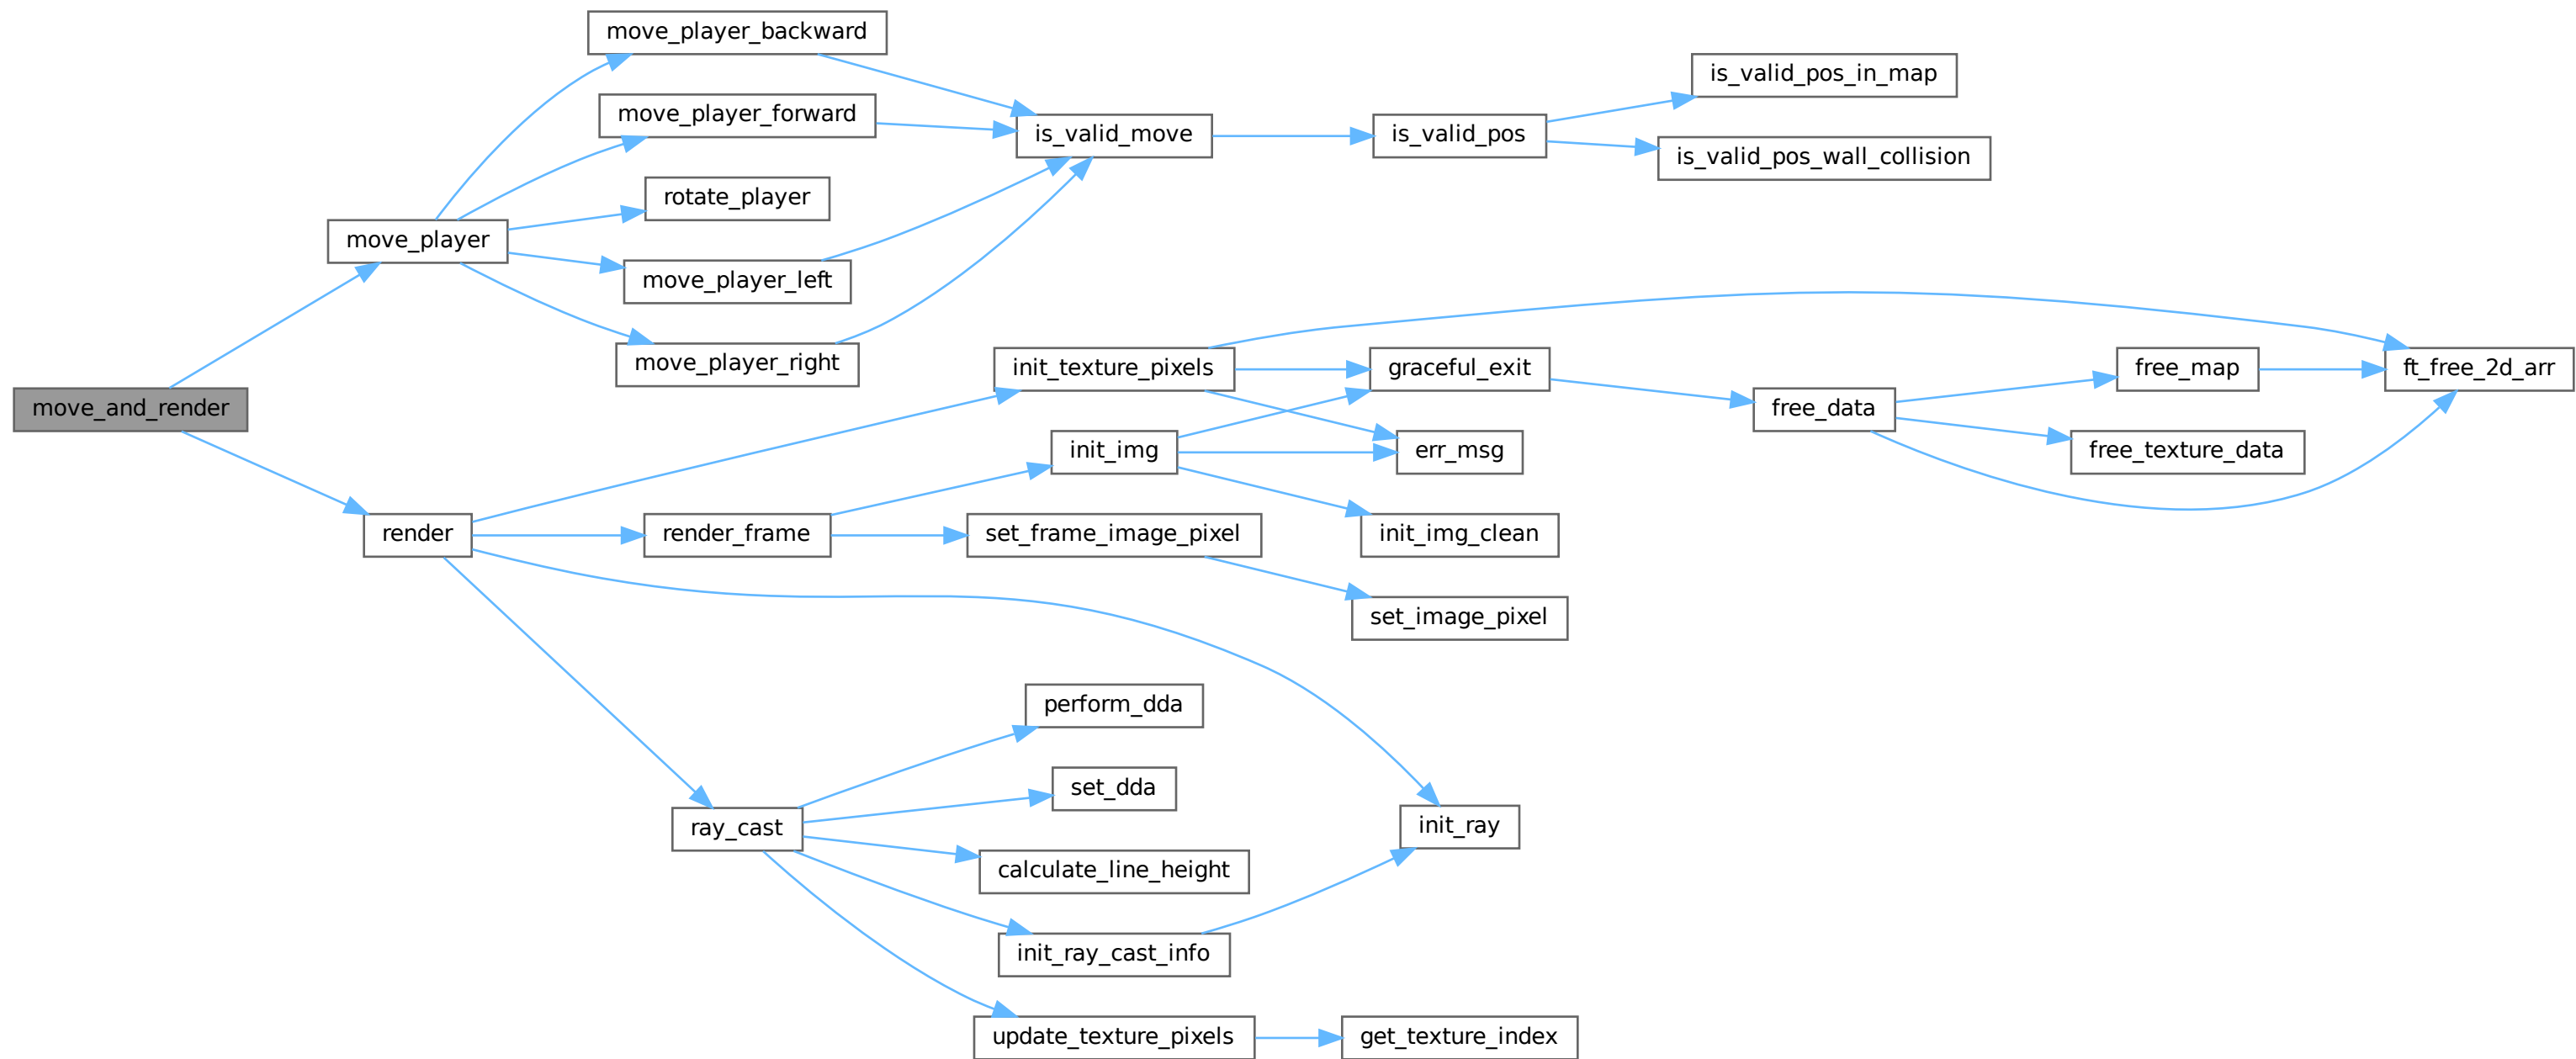 move_player_backward
is_valid_pos_in_map
move_player_forward
is_valid_move
is_valid_pos
is_valid_pos_wall_collision
rotate_player
move_player
move_player_left
move_player_right
init_texture_pixels
graceful_exit
free_map
ft_free_2d_arr
move_and_render
free_data
init_img
err_msg
free_texture_data
render
render_frame
set_frame_image_pixel
init_img_clean
set_image_pixel
perform_dda
set_dda
ray_cast
init_ray
calculate_line_height
init_ray_cast_info
update_texture_pixels
get_texture_index